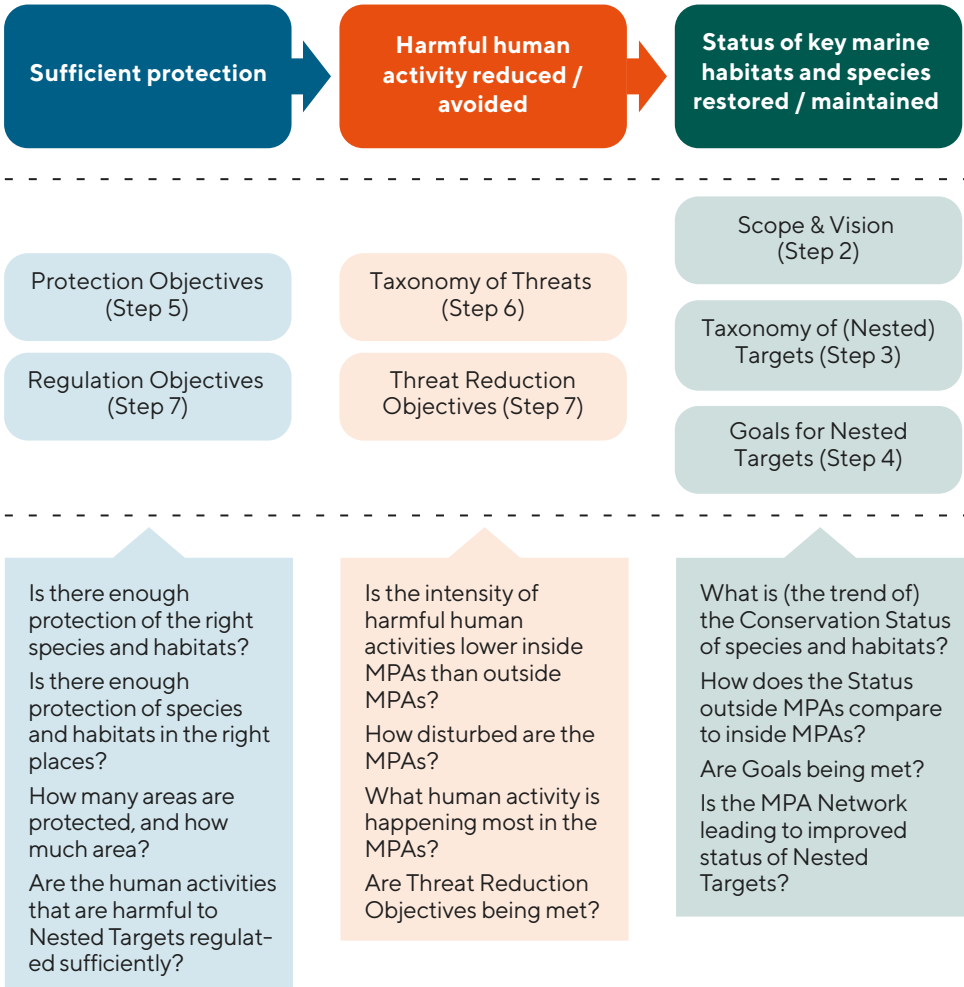 Sufficient protection
Harmful human
activity reduced /
avoided
Status of key marine
habitats and species
restored / maintained
Protection Objectives
(Step 5)
Regulation Objectives
(Step 7)
Taxonomy of Threats
(Step 6)
Threat Reduction
Objectives (Step 7)
Scope & Vision
(Step 2)
Taxonomy of (Nested)
Targets (Step 3)
Goals for Nested
Targets (Step 4)
Is there enough
protection of the right
species and habitats?
Is there enough
protection of species
and habitats in the right
places?
How many areas are
protected, and how
much area?
Are the human activities
that are harmful to
Nested Targets regulat-
ed sufficiently?
Is the intensity of
harmful human
activities lower inside
MPAs than outside
MPAs?
How disturbed are the
MPAs?
What human activity is
happening most in the
MPAs?
Are Threat Reduction
Objectives being met?
What is (the trend of)
the Conservation Status
of species and habitats?
How does the Status
outside MPAs compare
to inside MPAs?
Are Goals being met?
Is the MPA Network
leading to improved
status of Nested
Targets?